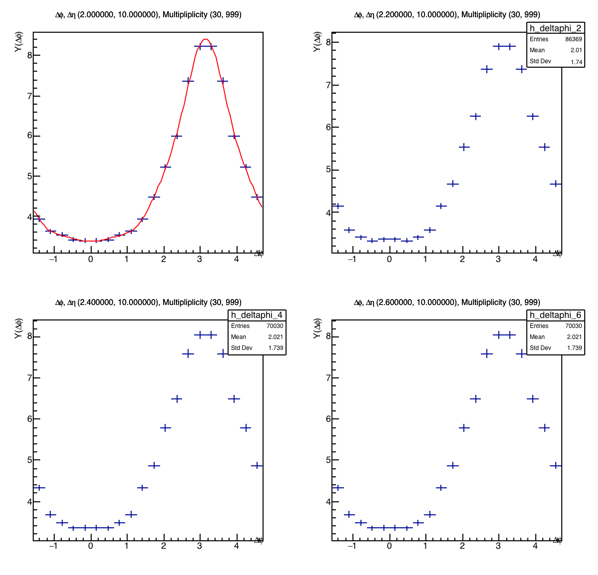 Δφ, Δη (2.000000, 10.000000), Multipliplicity (30, 999)
Y(Δφ)
8
7
6
5
4
−1 0 1 2 3 4
Δφ
Δφ, Δη (2.200000, 10.000000), Multipliplicity (30, 999)
h_deltaphi_2
Entries 86369
Mean 2.01
Std Dev 1.74
Y(Δφ)
8
7
6
5
4
−1 0 1 2 3 4
Δφ
Δφ, Δη (2.400000, 10.000000), Multipliplicity (30, 999)
h_deltaphi_4
Entries 70030
Mean 2.021
Std Dev 1.739
Y(Δφ)
8
7
6
5
4
−1 0 1 2 3 4
Δφ
Δφ, Δη (2.600000, 10.000000), Multipliplicity (30, 999)
h_deltaphi_6
Entries 70030
Mean 2.021
Std Dev 1.739
Y(Δφ)
8
7
6
5
4
−1 0 1 2 3 4
Δφ